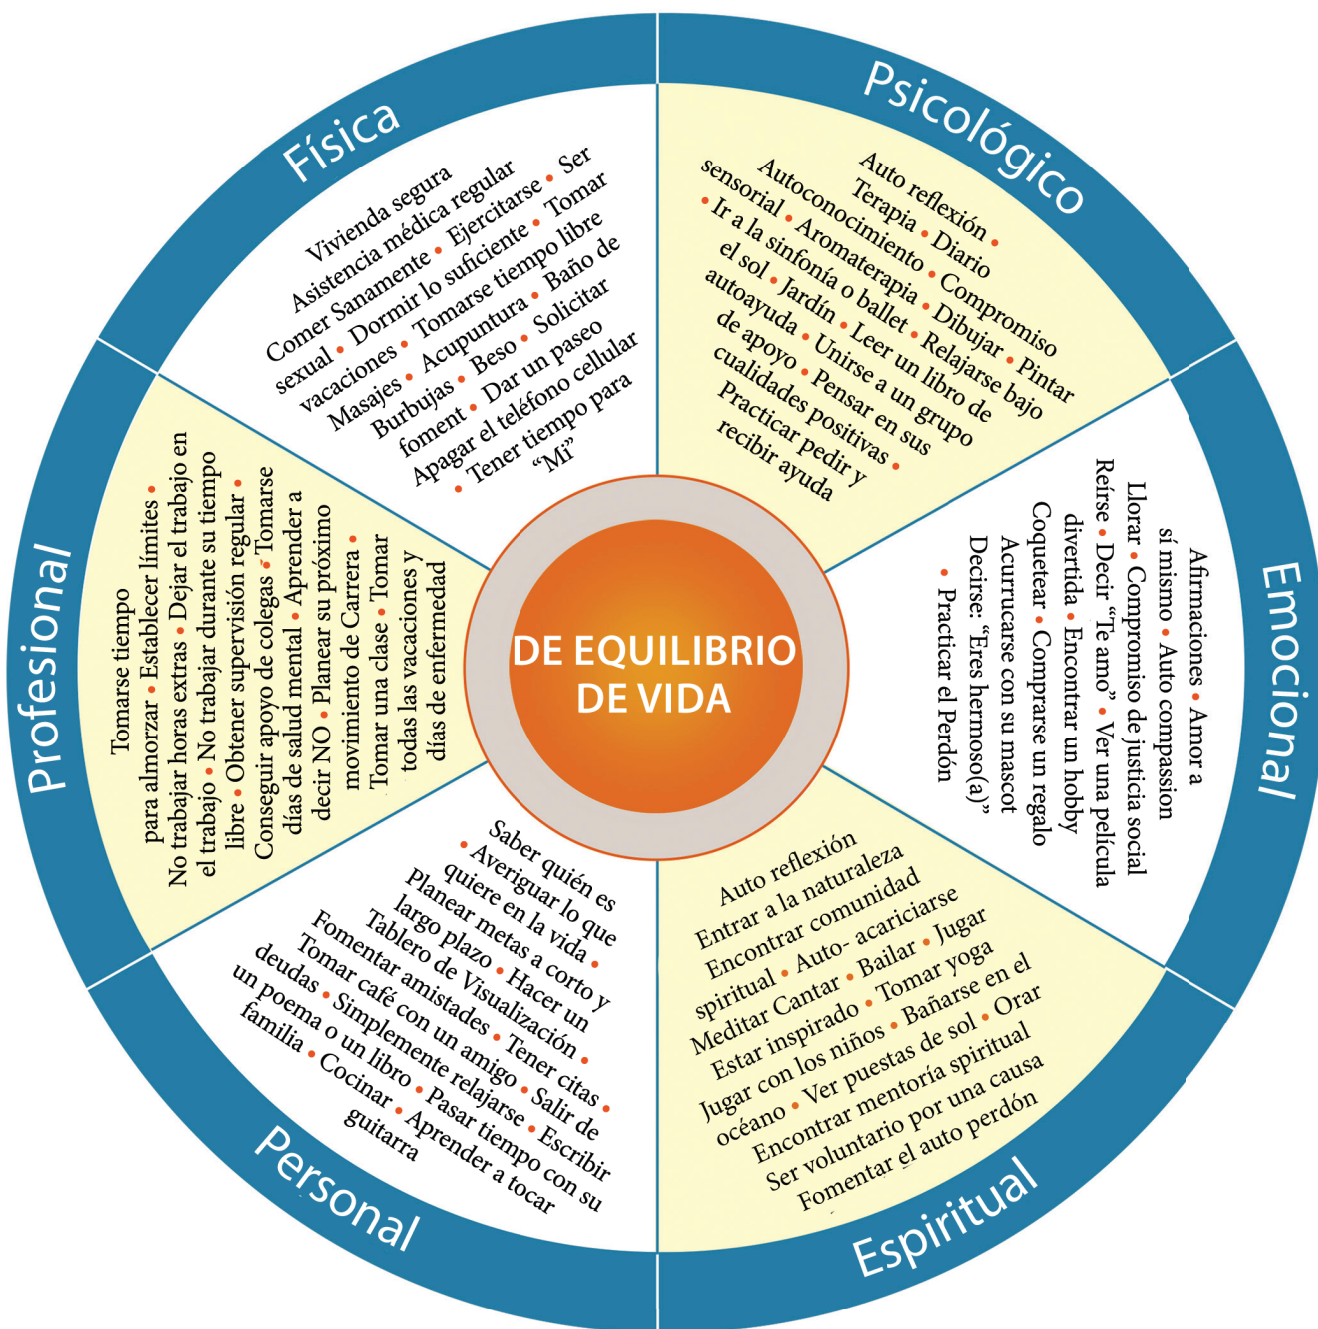 DE EQUILIBRIO
DE VIDA
Psicológico
Auto reflexión •
Terapia • Diario
Autoconocimiento • Compromiso
sensorial • Aromaterapia • Dibujar • Pintar
• Ir a la sinfonía o ballet • Relajarse bajo
el sol • Jardín • Leer un libro de
autoayuda • Unirse a un grupo
de apoyo • Pensar en sus
cualidades positivas •
Practicar pedir y
recibir ayuda
Emocional
Afirmaciones • Amor a
sí mismo • Auto compassion
Llorar • Compromiso de justicia social
Reírse • Decir “Te amo” • Ver una película
divertida • Encontrar un hobby
Coquetear • Comprarse un regalo
Acurrucarse con su mascot
Decirse: “Eres hermoso(a)”
• Practicar el Perdón
Espiritual
Auto reflexión
Entrar a la naturaleza
Encontrar comunidad
spiritual • Auto- acariciarse
Meditar Cantar • Bailar • Jugar
Estar inspirado • Tomar yoga
Jugar con los niños • Bañarse en el
océano • Ver puestas de sol • Orar
Encontrar mentoría spiritual
Ser voluntario por una causa
Fomentar el auto perdón
Personal
Saber quién es
• Averiguar lo que
quiere en la vida •
Planear metas a corto y
largo plazo • Hacer un
Tablero de Visualización •
Fomentar amistades • Tener citas •
Tomar café con un amigo • Salir de
deudas • Simplemente relajarse • Escribir
un poema o un libro • Pasar tiempo con su
familia • Cocinar • Aprender a tocar
guitarra
Profesional
Tomarse tiempo
para almorzar • Establecer límites •
No trabajar horas extras • Dejar el trabajo en
el trabajo • No trabajar durante su tiempo
libre • Obtener supervisión regular •
Conseguir apoyo de colegas • Tomarse
días de salud mental • Aprender a
decir NO • Planear su próximo
movimiento de Carrera •
Tomar una clase • Tomar
todas las vacaciones y
días de enfermedad
Física
Vivienda segura
Asistencia médica regular
Comer Sanamente • Ejercitarse • Ser
sexual • Dormir lo suficiente • Tomar
vacaciones • Tomarse tiempo libre
Masajes • Acupuntura • Baño de
Burbujas • Beso • Solicitar
foment • Dar un paseo
Apagar el teléfono cellular
• Tener tiempo para
“Mi”